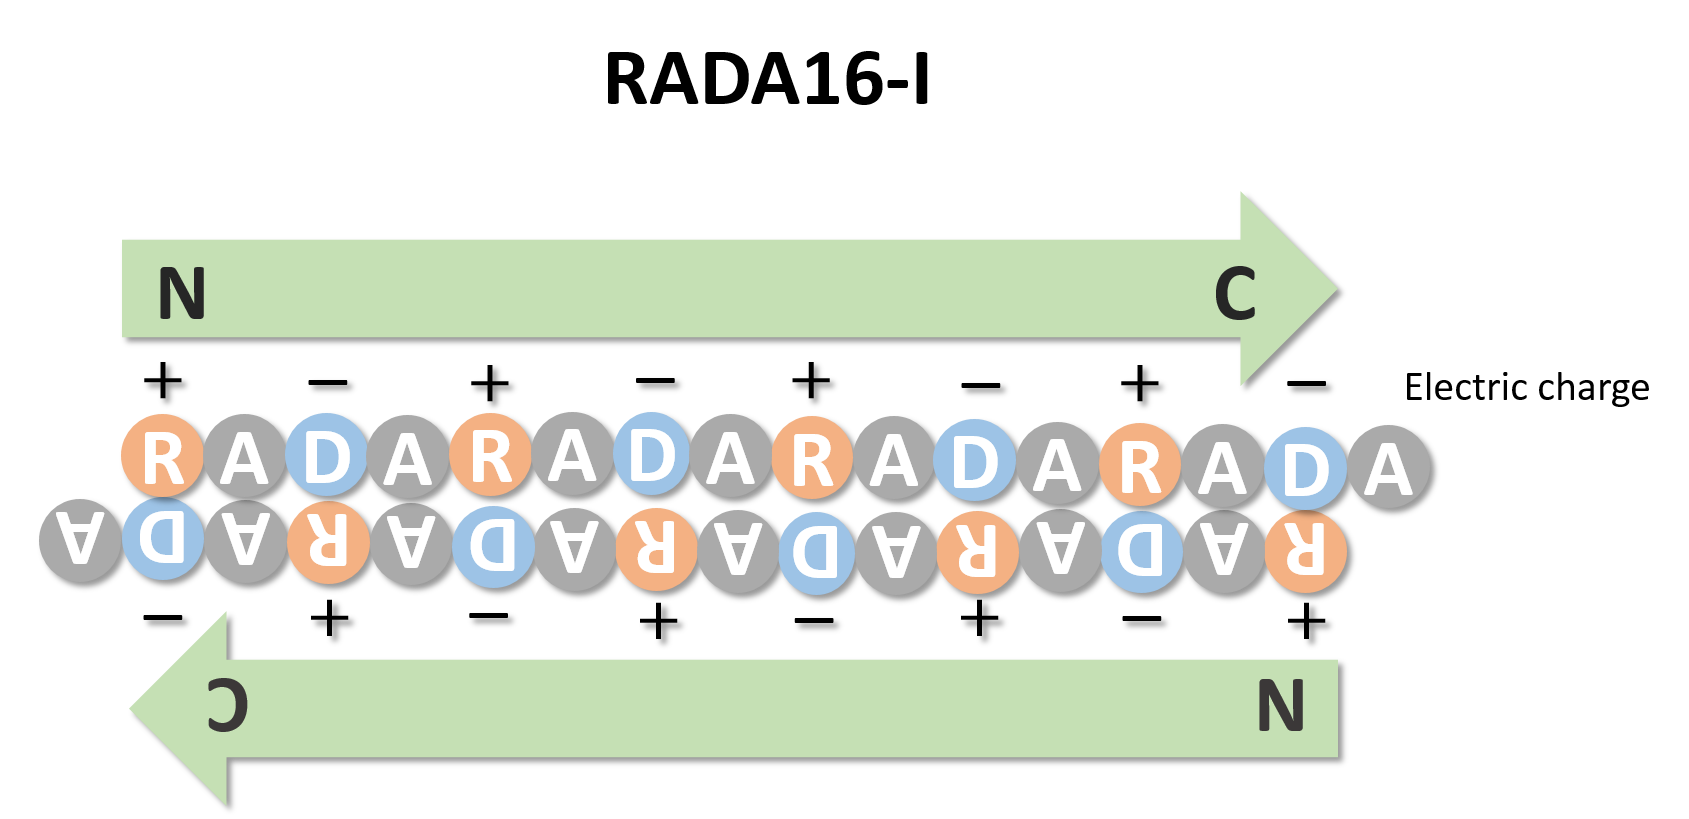 RADA16-I
N C
+ − + − + − + − Electric charge
R A D A R A D A R A D A R A D A
A D A R A D A R A D A R A D A R
− + − + − + − +
C N